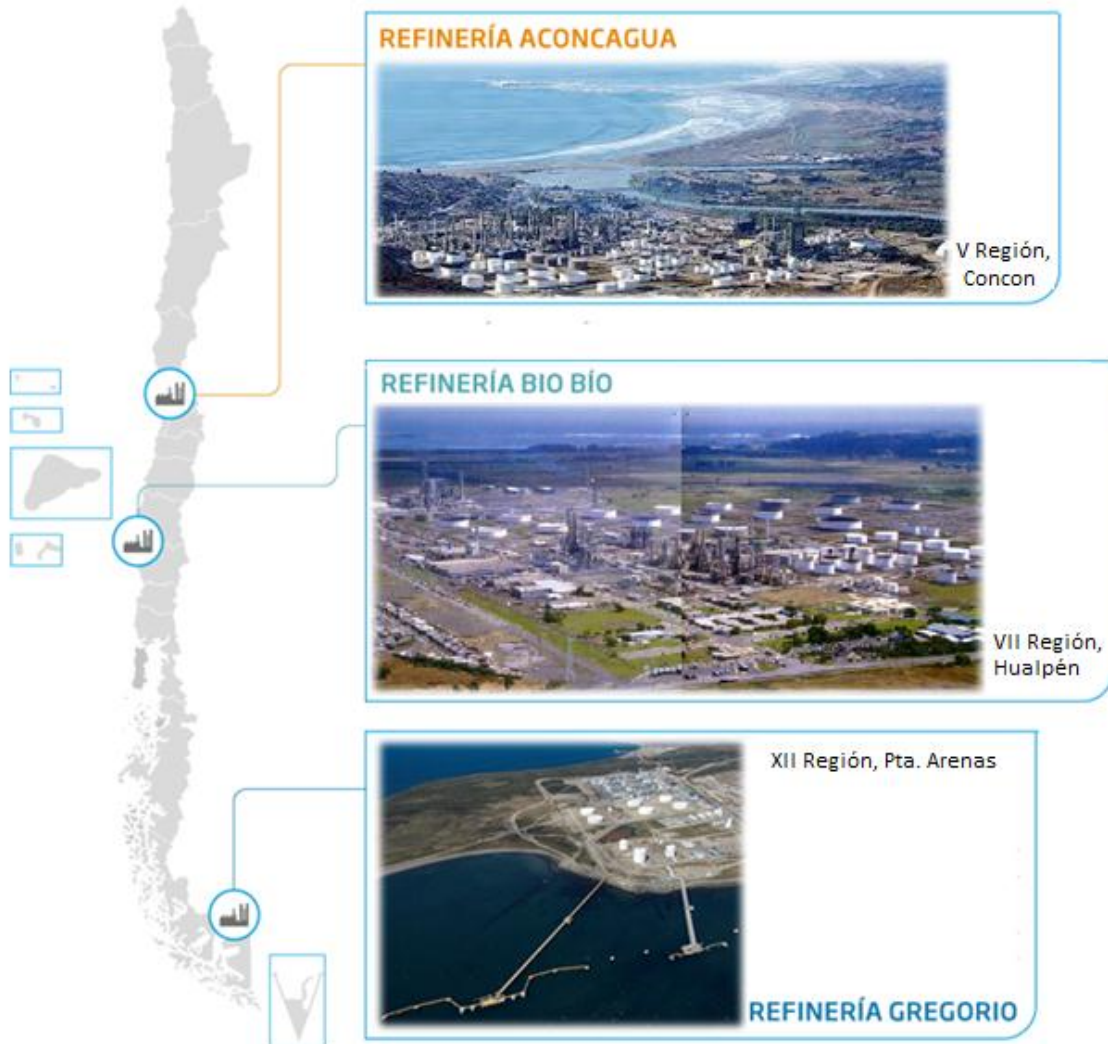 REFINERÍA ACONCAGUA
V Región,
Concon
REFINERÍA BIO BÍO
VII Región,
Hualpén
XII Región, Pta. Arenas
REFINERÍA GREGORIO